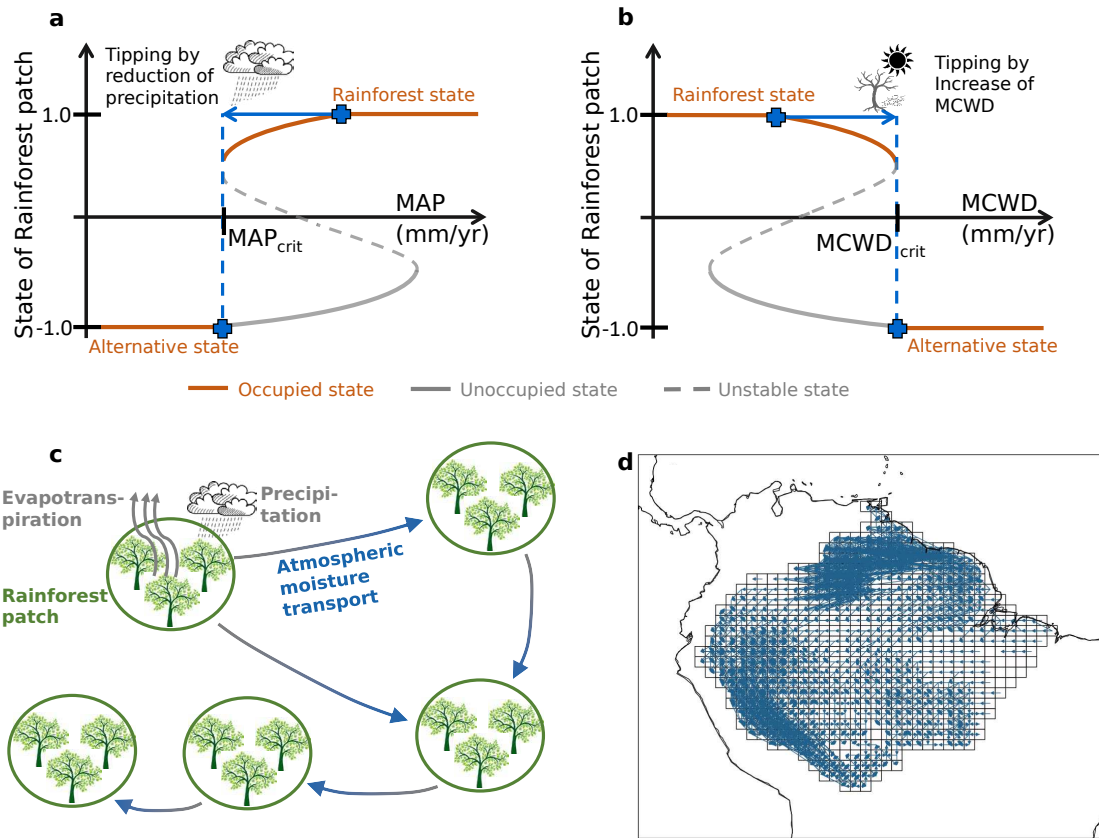 a
Tipping by
reduction of
precipitation
Rainforest state
State of Rainforest patch
1.0
MAP
(mm/yr)
MAPcrit
-1.0
Alternative state
b
Tipping by
Increase of
MCWD
Rainforest state
State of Rainforest patch
1.0
MCWD
(mm/yr)
MCWD crit
-1.0
Alternative state
Occupied state
Unoccupied state
Unstable state
c
Evapotrans-
piration
Precipi-
tation
Atmospheric
moisture
transport
Rainforest
patch
d